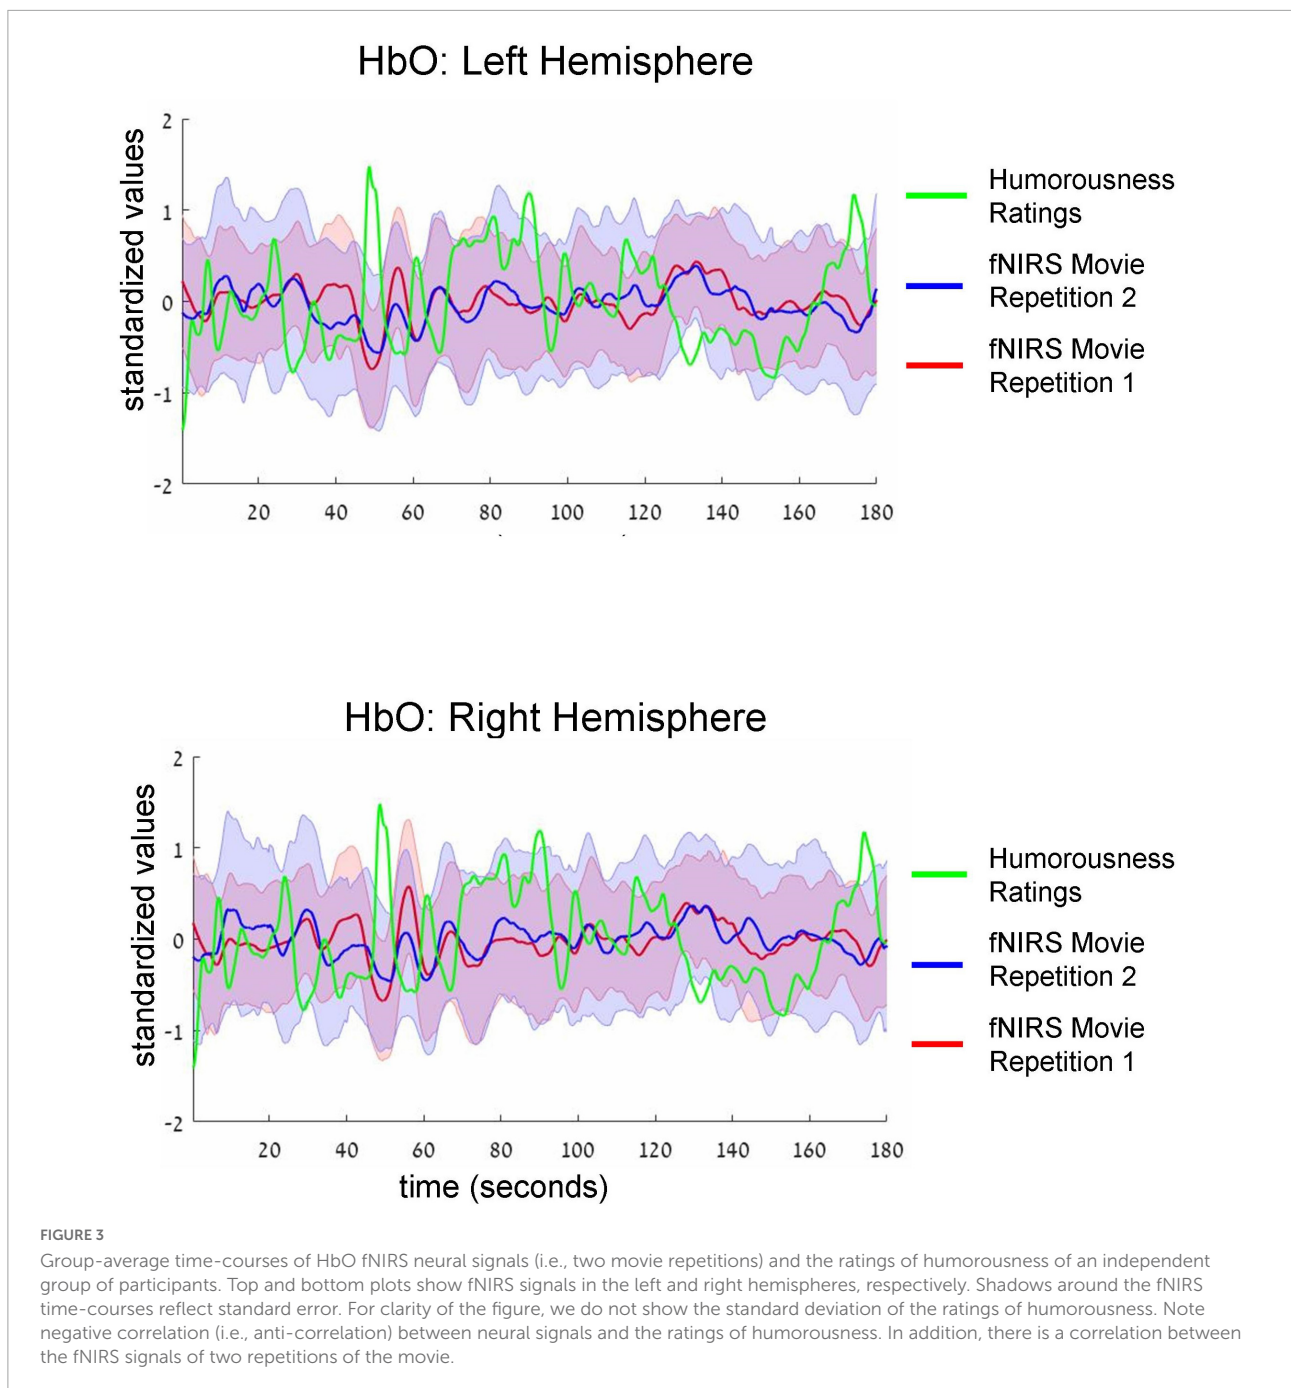 HbO: Left Hemisphere
standardized values
2
1
0
-1
-2
20 40 60 80 100 120 140 160 180
Humorousness
Ratings
fNIRS Movie
Repetition 2
fNIRS Movie
Repetition 1
HbO: Right Hemisphere
standardized values
2
1
0
-1
-2
20 40 60 80 100 120 140 160 180
time (seconds)
Humorousness
Ratings
fNIRS Movie
Repetition 2
fNIRS Movie
Repetition 1
FIGURE 3
Group-average time-courses of HbO fNIRS neural signals (i.e., two movie repetitions) and the ratings of humorousness of an independent
group of participants. Top and bottom plots show fNIRS signals in the left and right hemispheres, respectively. Shadows around the fNIRS
time-courses reflect standard error. For clarity of the figure, we do not show the standard deviation of the ratings of humorousness. Note
negative correlation (i.e., anti-correlation) between neural signals and the ratings of humorousness. In addition, there is a correlation between
the fNIRS signals of two repetitions of the movie.